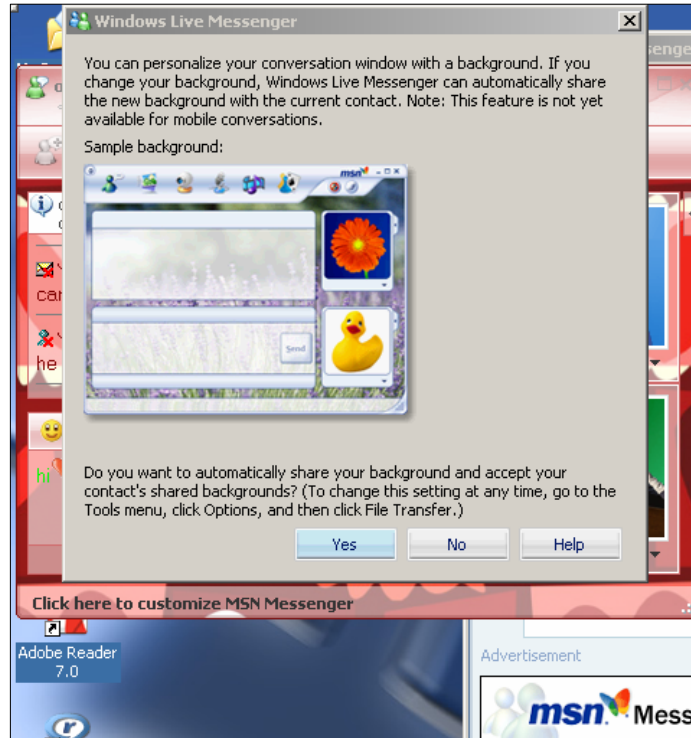 Windows Live Messenger
senge
You can personalize your conversation window with a background. If you
change your background, Windows Live Messenger can automatically share
the new background with the current contact. Note: This feature is not yet
available for mobile conversations.
Sample background:
msn
Send
car
he
hi
Do you want to automatically share your background and accept your
contact's shared backgrounds? (To change this setting at any time, go to the
Tools menu, click Options, and then click File Transfer.)
Yes No Help
Click here to customize MSN Messenger
Adobe Reader
7.0
Advertisement
msn Mess